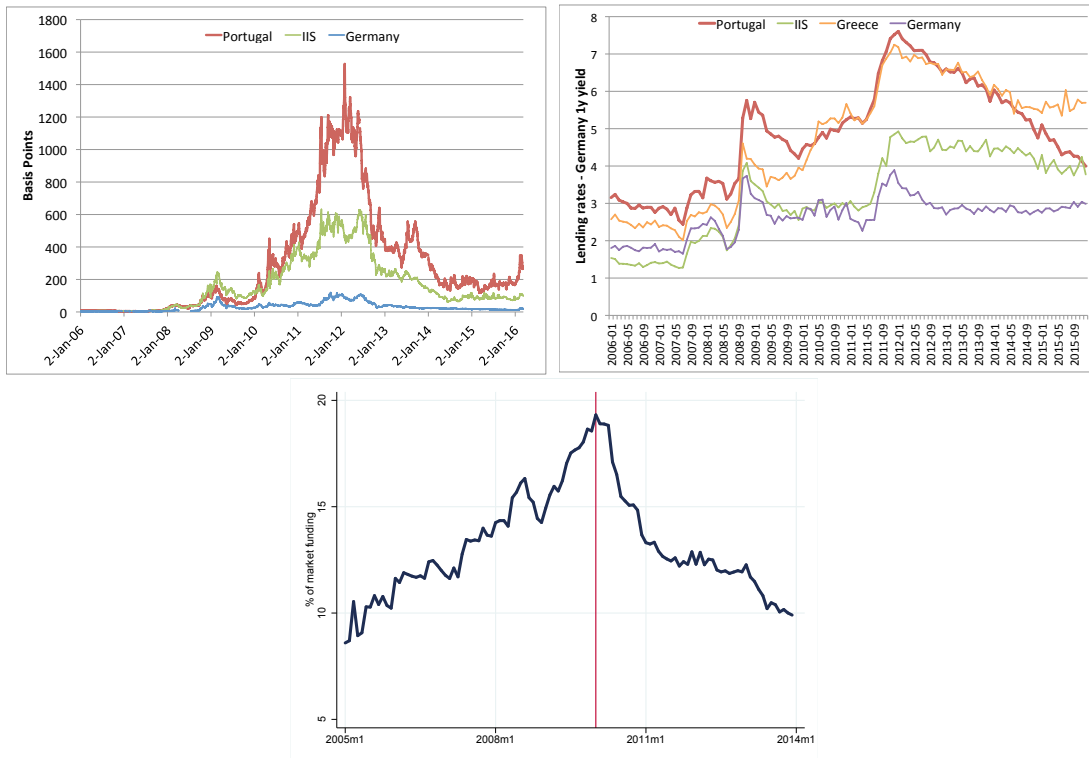 1800
1600
1400
1200
1000
800
600
400
200
0
Basis Points
Portugal IIS Germany
2-Jan-06 2-Jan-07 2-Jan-08 2-Jan-09 2-Jan-10 2-Jan-11 2-Jan-12 2-Jan-13 2-Jan-14 2-Jan-15 2-Jan-16
8
7
6
5
4
3
2
1
0
Lending rates - Germany 1y yield
Portugal IIS Greece Germany
2006-01 2006-05 2006-09 2007-01 2007-05 2007-09 2008-01 2008-05 2008-09 2009-01 2009-05 2009-09 2010-01 2010-05 2010-09 2011-01 2011-05 2011-09 2012-01 2012-05 2012-09 2013-01 2013-05 2013-09 2014-01 2014-05 2014-09 2015-01 2015-05 2015-09
20
15
10
5
% of market funding
2005m1 2008m1 2011m1 2014m1